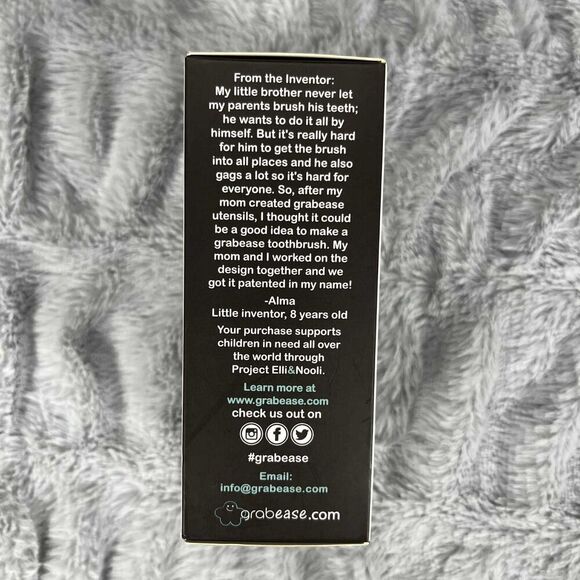 From the Inventor:
My little brother never let
my parents brush his teeth;
he wants to do it all by
himself. But it's really hard
for him to get the brush
into all places and he also
gags a lot so it's hard for
everyone. So, after my
mom created grabease
utensils, I thought it could
be a good idea to make a
grabease toothbrush. My
mom and I worked on the
design together and we
got it patented in my name!
-Alma
Little inventor, 8 years old
Your purchase supports
children in need all over
the world through
Project Elli&Nooli.
Learn more at
www.grabease.com
check us out on
#grabease
Email:
info@grabease.com
grabease.com